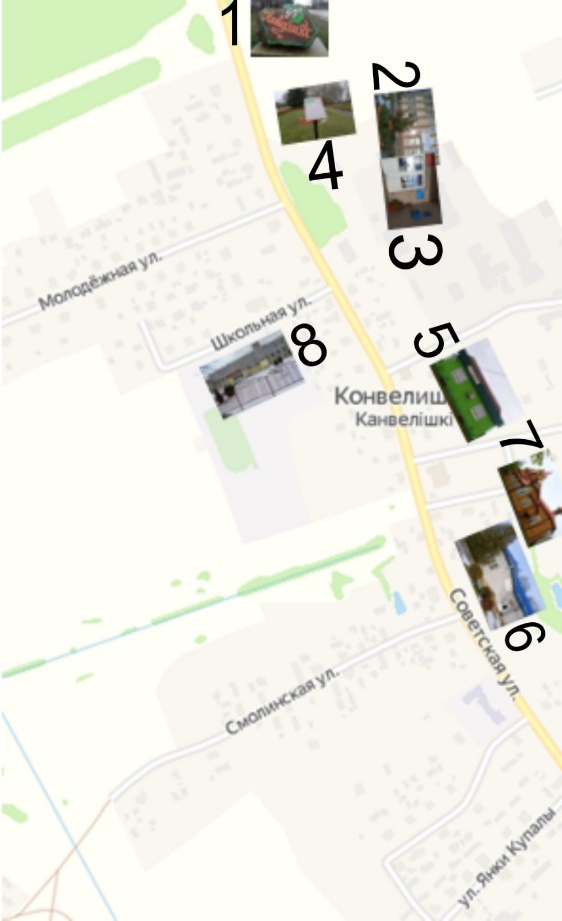 1
2
4
3
Молодёжная ул.
Школьная ул.
8
5
Конвелиш
Канвелішкі
7
6
Советская ул.
Смолинская ул.
ул. Янки Купалы